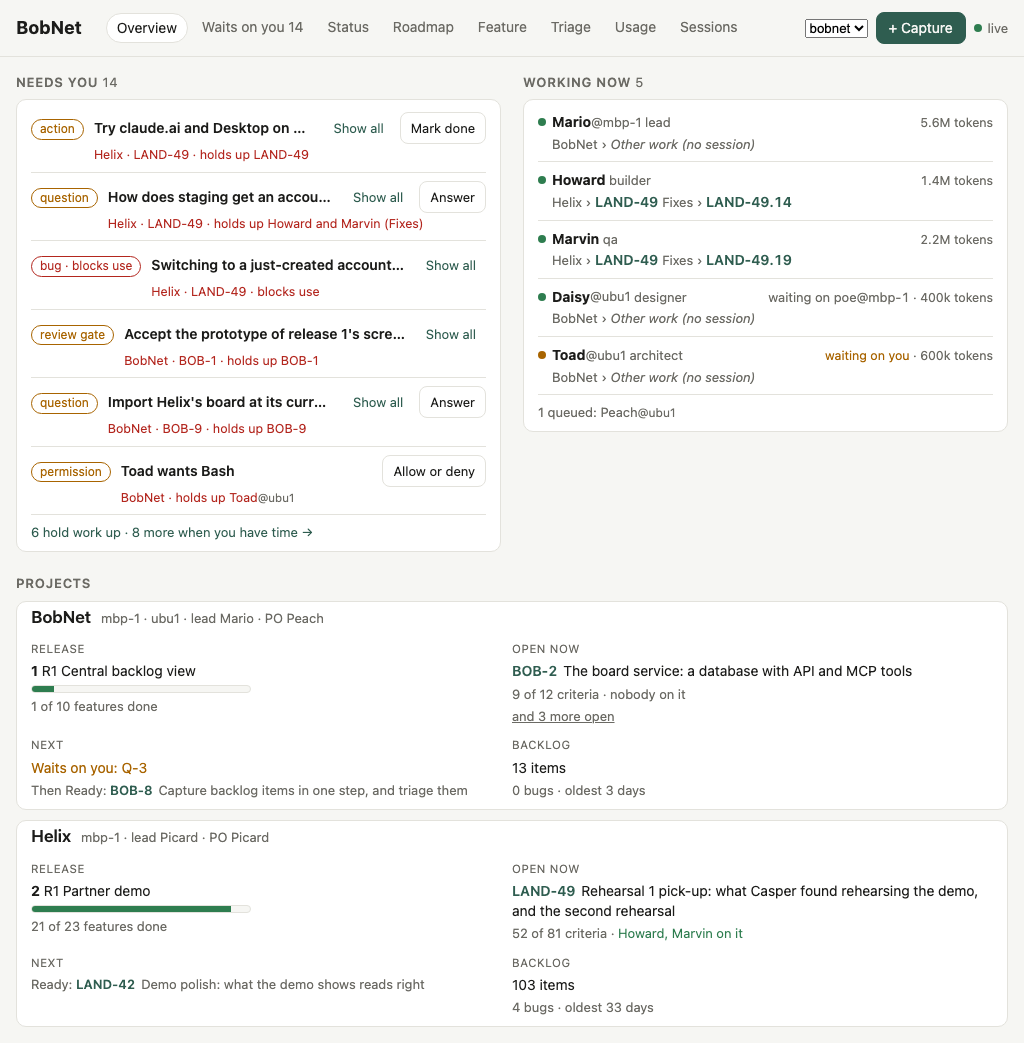 BobNet
Overview
Waits on you 14
Status
Roadmap
Feature
Triage
Usage
Sessions
bobnet
+ Capture
live
NEEDS YOU 14
action Try claude.ai and Desktop on ... Show all Mark done
Helix · LAND-49 · holds up LAND-49
question How does staging get an accou... Show all Answer
Helix · LAND-49 · holds up Howard and Marvin (Fixes)
bug · blocks use Switching to a just-created account... Show all
Helix · LAND-49 · blocks use
review gate Accept the prototype of release 1's scre... Show all
BobNet · BOB-1 · holds up BOB-1
question Import Helix's board at its curr... Show all Answer
BobNet · BOB-9 · holds up BOB-9
permission Toad wants Bash Allow or deny
BobNet · holds up Toad@ubu1
6 hold work up · 8 more when you have time →
WORKING NOW 5
Mario@mbp-1 lead 5.6M tokens
BobNet › Other work (no session)
Howard builder 1.4M tokens
Helix › LAND-49 Fixes › LAND-49.14
Marvin qa 2.2M tokens
Helix › LAND-49 Fixes › LAND-49.19
Daisy@ubu1 designer waiting on poe@mbp-1 · 400k tokens
BobNet › Other work (no session)
Toad@ubu1 architect waiting on you · 600k tokens
BobNet › Other work (no session)
1 queued: Peach@ubu1
PROJECTS
BobNet mbp-1 · ubu1 · lead Mario · PO Peach
RELEASE
1 R1 Central backlog view
1 of 10 features done
OPEN NOW
BOB-2 The board service: a database with API and MCP tools
9 of 12 criteria · nobody on it
and 3 more open
NEXT
Waits on you: Q-3
Then Ready: BOB-8 Capture backlog items in one step, and triage them
BACKLOG
13 items
0 bugs · oldest 3 days
Helix mbp-1 · lead Picard · PO Picard
RELEASE
2 R1 Partner demo
21 of 23 features done
OPEN NOW
LAND-49 Rehearsal 1 pick-up: what Casper found rehearsing the demo,
and the second rehearsal
52 of 81 criteria · Howard, Marvin on it
NEXT
Ready: LAND-42 Demo polish: what the demo shows reads right
BACKLOG
103 items
4 bugs · oldest 33 days